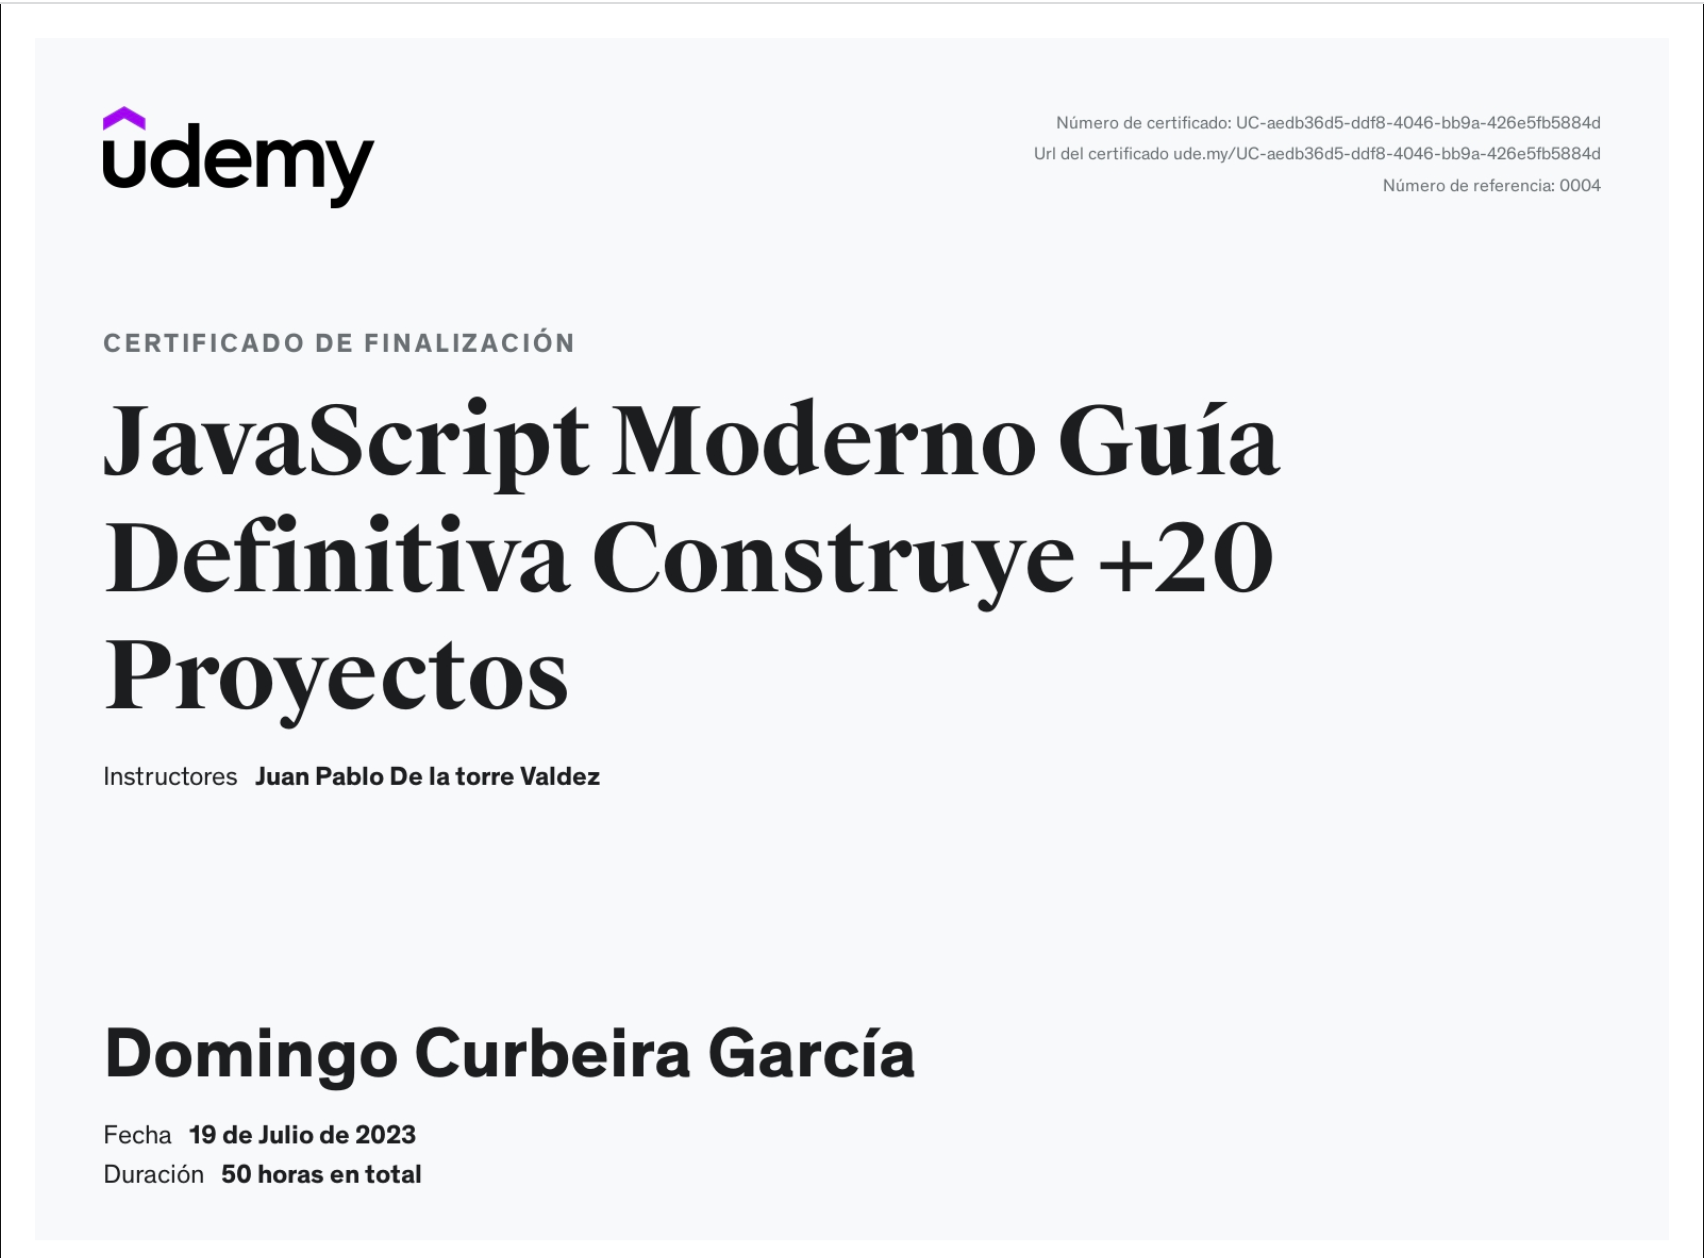 udemy
Número de certificado: UC-aedb36d5-ddf8-4046-bb9a-426e5fb5884d
Url del certificado ude.my/UC-aedb36d5-ddf8-4046-bb9a-426e5fb5884d
Número de referencia: 0004
CERTIFICADO DE FINALIZACIÓN
JavaScript Moderno Guía
Definitiva Construye +20
Proyectos
Instructores Juan Pablo De la torre Valdez
Domingo Curbeira García
Fecha 19 de Julio de 2023
Duración 50 horas en total